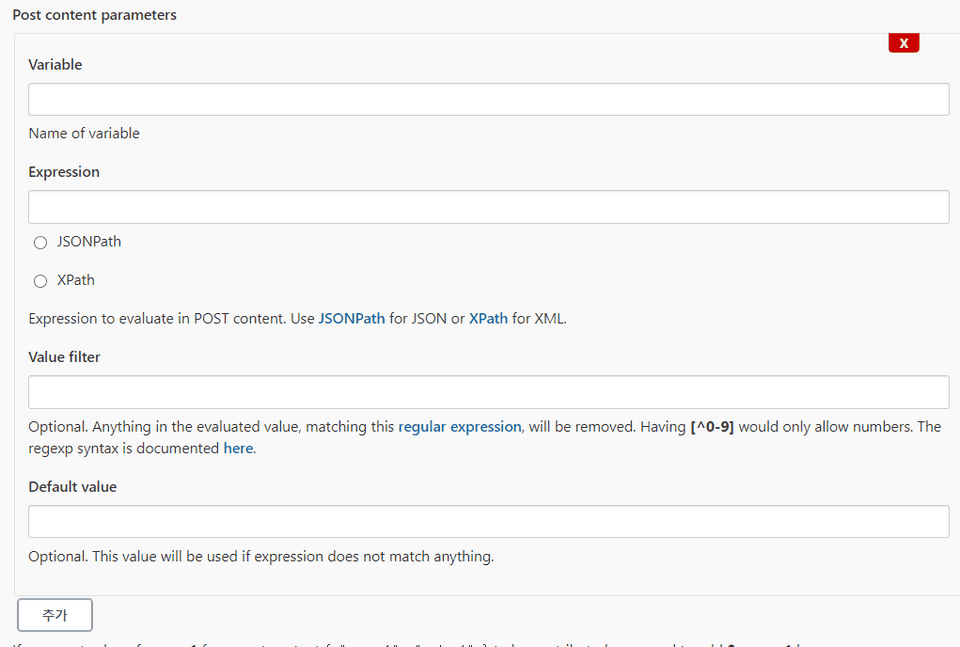 Post content parameters
X
Variable
Name of variable
Expression
JSONPath
XPath
Expression to evaluate in POST content. Use JSONPath for JSON or XPath for XML.
Value filter
Optional. Anything in the evaluated value, matching this regular expression, will be removed. Having [^0-9] would only allow numbers. The
regexp syntax is documented here.
Default value
Optional. This value will be used if expression does not match anything.
추가